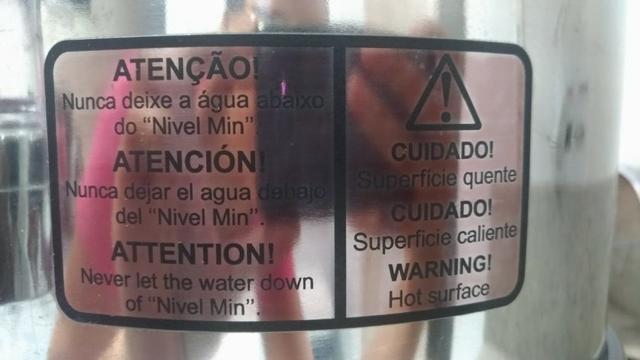 ATENÇÃO!
Nunca deixe a água abaixo
do “Nivel Min”.
ATENCIÓN!
Nunca dejar el agua debajo
del “Nivel Min”.
ATTENTION!
Never let the water down
of “Nivel Min”.
CUIDADO!
Superfície quente
CUIDADO!
Superficie caliente
WARNING!
Hot surface